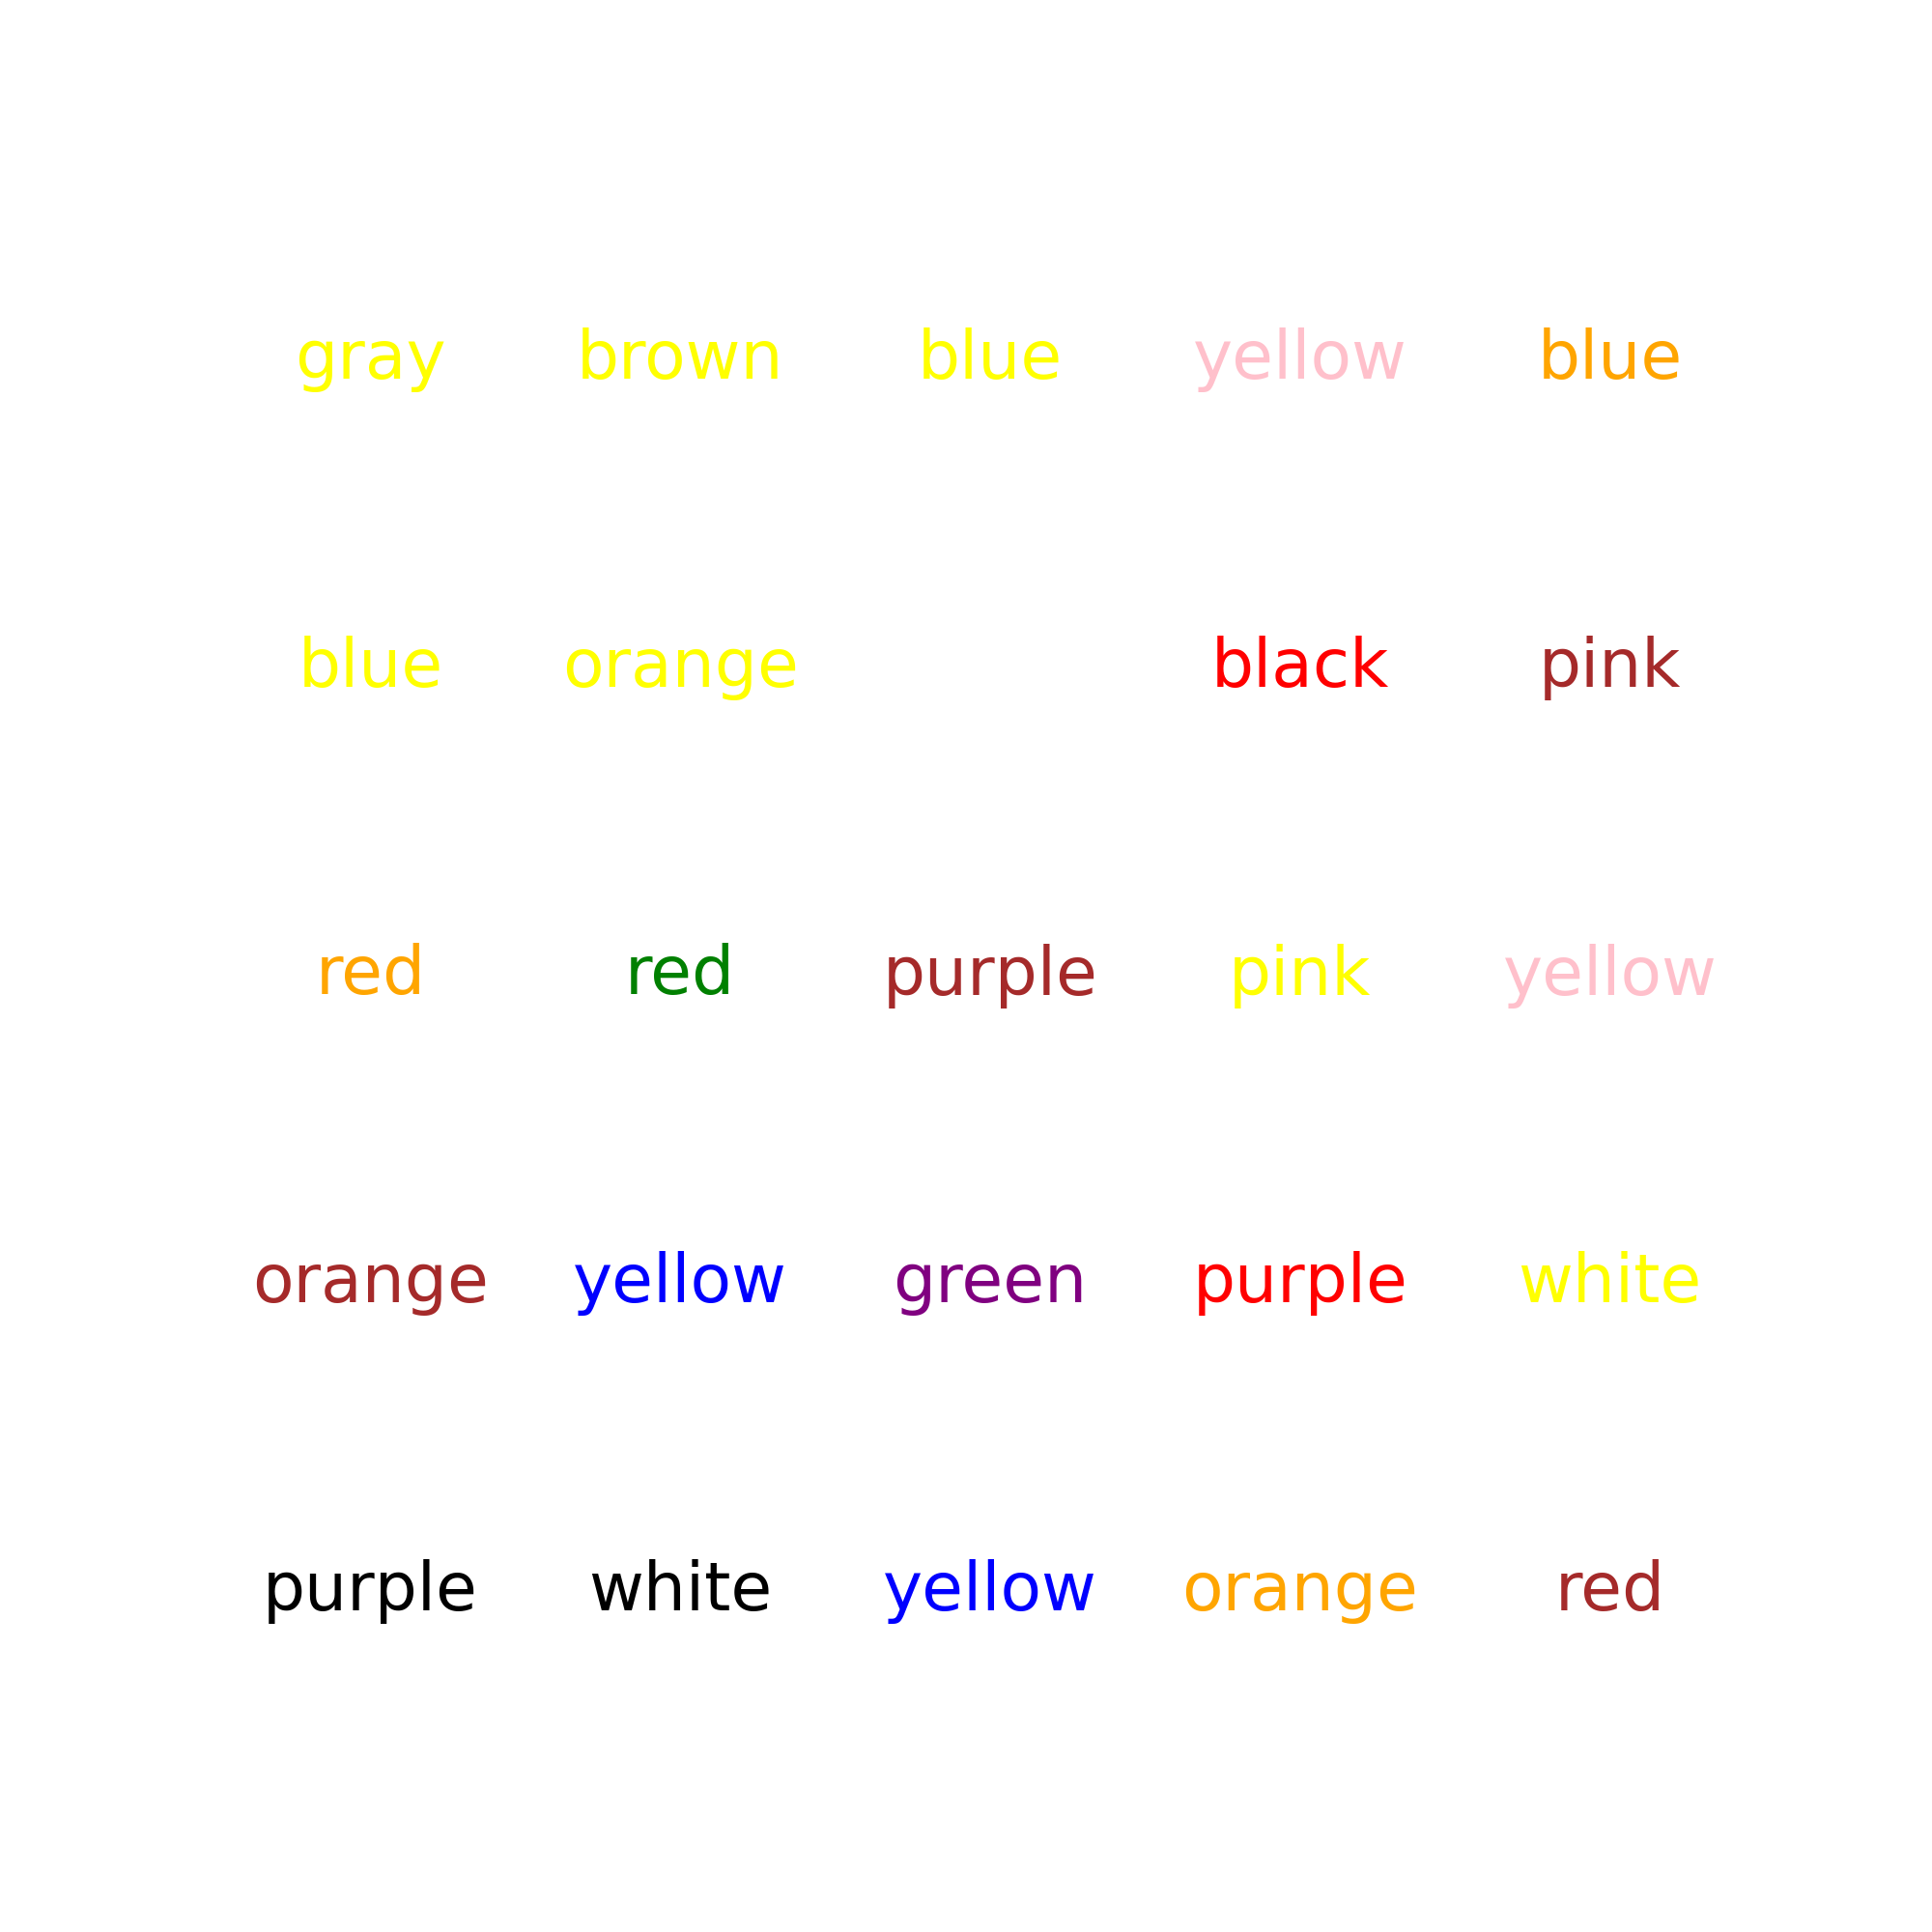 gray brown blue yellow blue
blue orange black pink
red red purple pink yellow
orange yellow green purple white
purple white yellow orange red